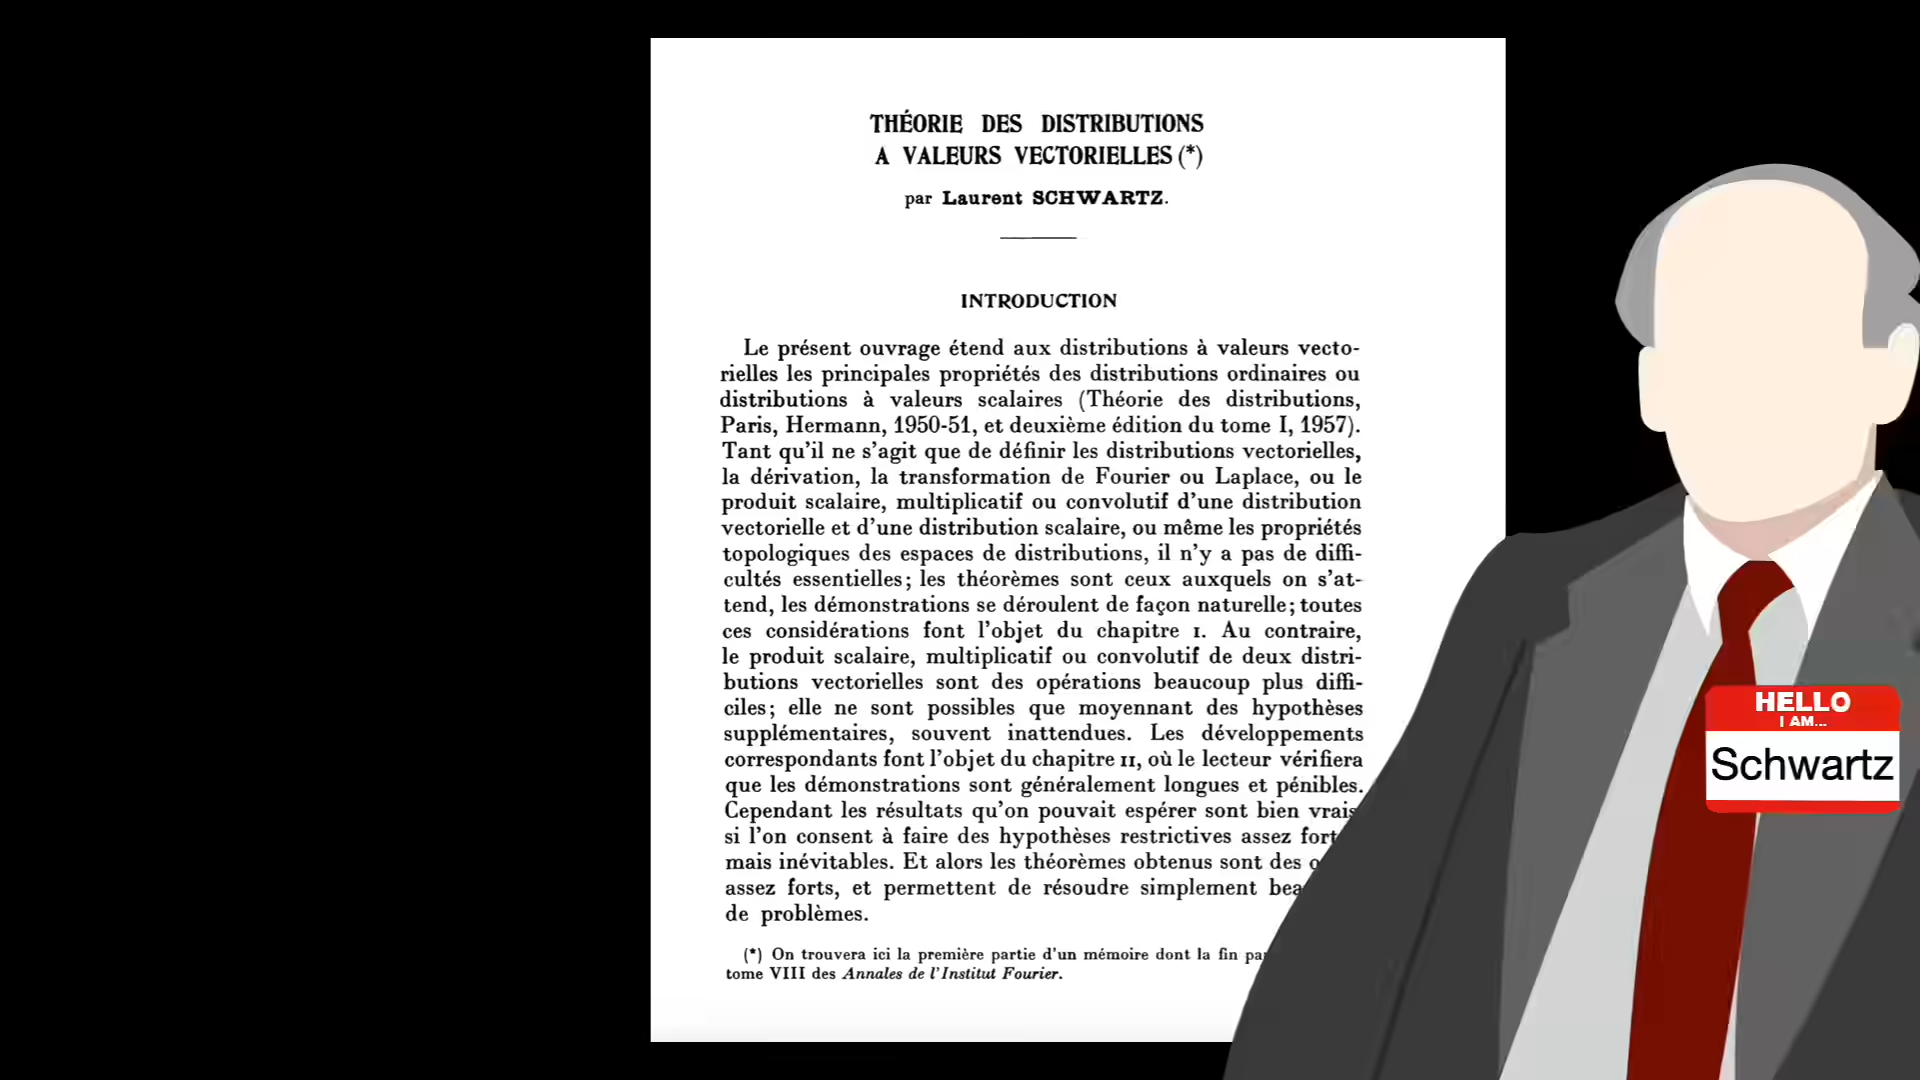 THÉORIE DES DISTRIBUTIONS
A VALEURS VECTORIELLES (*)
par Laurent SCHWARTZ.
INTRODUCTION
Le présent ouvrage étend aux distributions à valeurs vecto-
rielles les principales propriétés des distributions ordinaires ou
distributions à valeurs scalaires (Théorie des distributions,
Paris, Hermann, 1950-51, et deuxième édition du tome I, 1957).
Tant qu'il ne s'agit que de définir les distributions vectorielles,
la dérivation, la transformation de Fourier ou Laplace, ou le
produit scalaire, multiplicatif ou convolutif d'une distribution
vectorielle et d'une distribution scalaire, ou même les propriétés
topologiques des espaces de distributions, il n'y a pas de diffi-
cultés essentielles; les théorèmes sont ceux auxquels on s'at-
tend, les démonstrations se déroulent de façon naturelle; toutes
ces considérations font l'objet du chapitre I. Au contraire,
le produit scalaire, multiplicatif ou convolutif de deux distri-
butions vectorielles sont des opérations beaucoup plus diffi-
ciles; elle ne sont possibles que moyennant des hypothèses
supplémentaires, souvent inattendues. Les développements
correspondants font l'objet du chapitre II, où le lecteur vérifiera
que les démonstrations sont généralement longues et pénibles.
Cependant les résultats qu'on pouvait espérer sont bien vrais
si l'on consent à faire des hypothèses restrictives assez
mais inévitables. Et alors les théorèmes obtenus sont des
assez forts, et permettent de résoudre simplement
de problèmes.
(*) On trouvera ici la première partie d'un mémoire dont la fin
tome VIII des Annales de l'Institut Fourier.
HELLO
I AM...
Schwartz